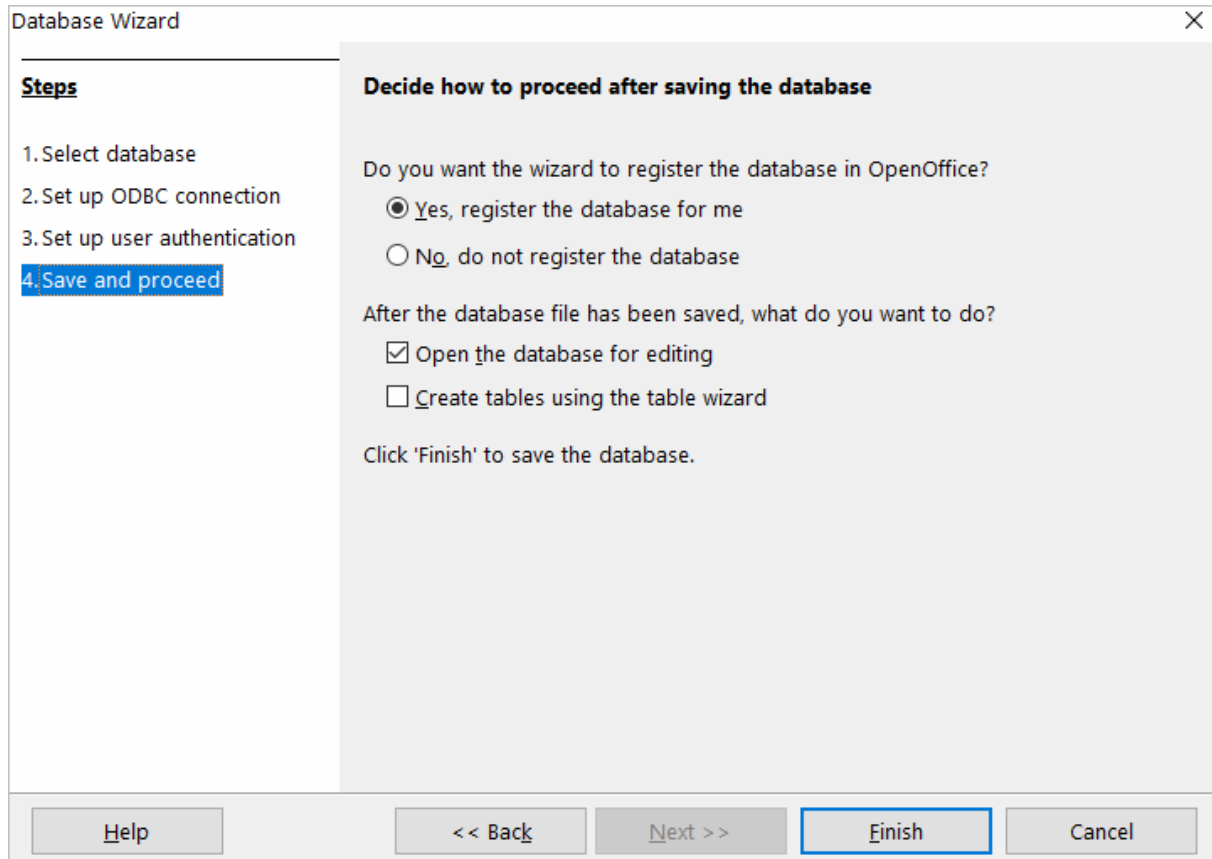 Database Wizard
Steps
1. Select database
2. Set up ODBC connection
3. Set up user authentication
4. Save and proceed
Decide how to proceed after saving the database
Do you want the wizard to register the database in OpenOffice?
Yes, register the database for me
No, do not register the database
After the database file has been saved, what do you want to do?
Open the database for editing
Create tables using the table wizard
Click 'Finish' to save the database.
Help
<< Back
Next >>
Finish
Cancel